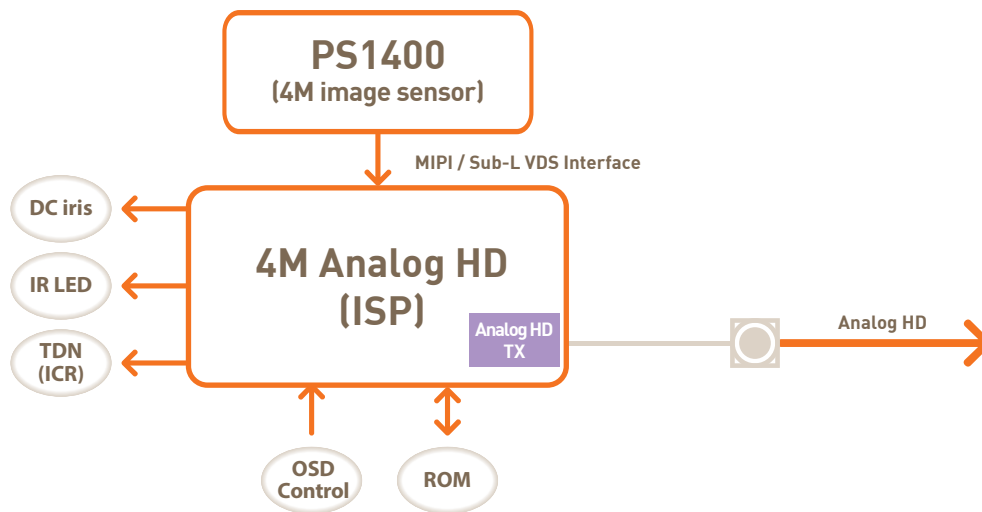 PS1400
(4M image sensor)
MIPI / Sub-L VDS Interface
DC iris
IR LED
TDN
(ICR)
4M Analog HD
(ISP)
Analog HD
TX
Analog HD
OSD
Control
ROM